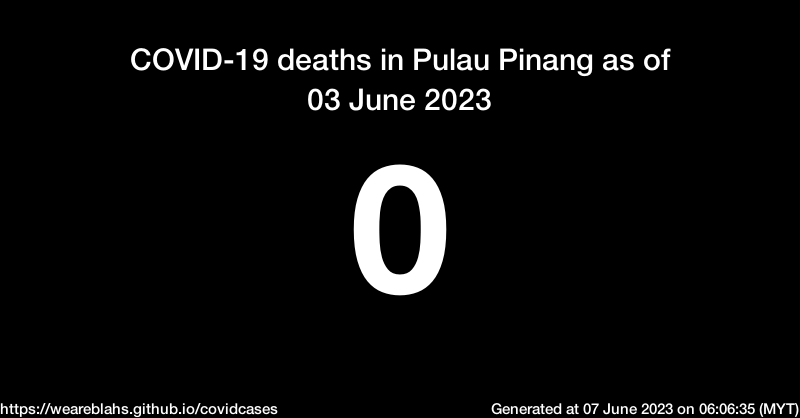 COVID-19 deaths in Pulau Pinang as of
03 June 2023
0
https://weareblahs.github.io/covidcases
Generated at 07 June 2023 on 06:06:35 (MYT)